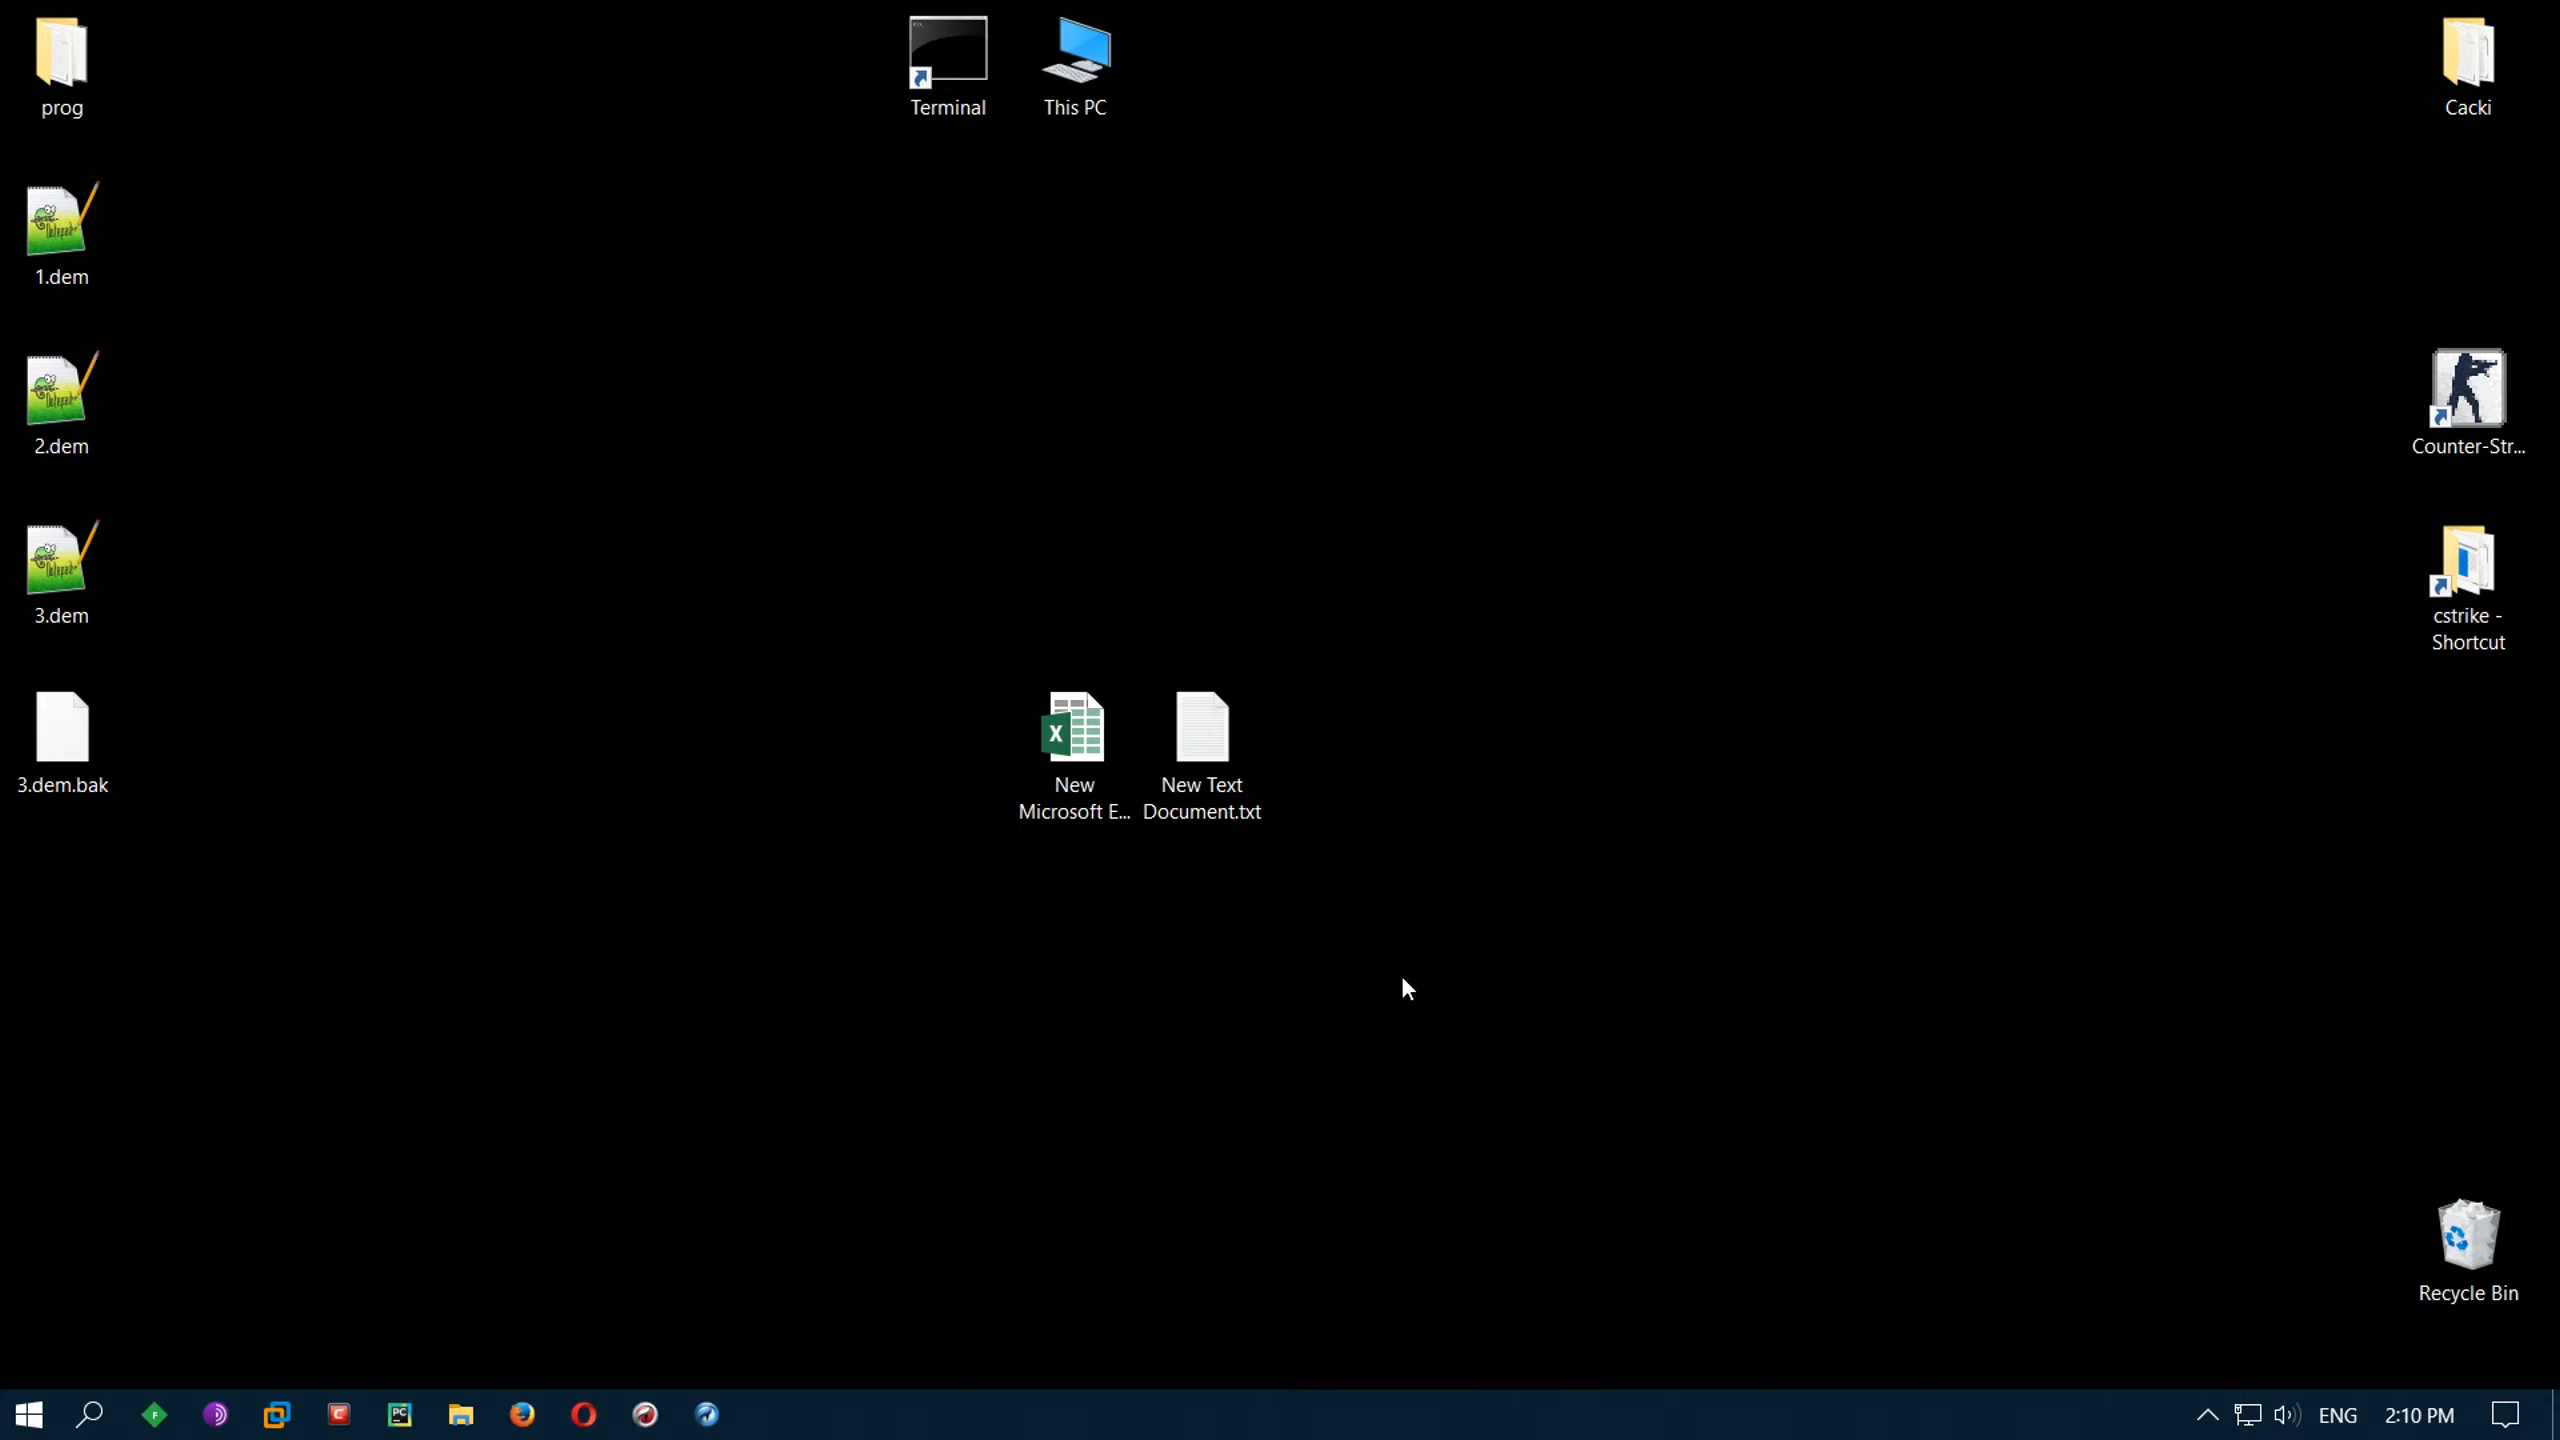 prog
Terminal
This PC
Cacki
1.dem
2.dem
Counter-Str...
3.dem
cstrike -
Shortcut
3.dem.bak
New
Microsoft E...
New Text
Document.txt
Recycle Bin
ENG
2:10 PM